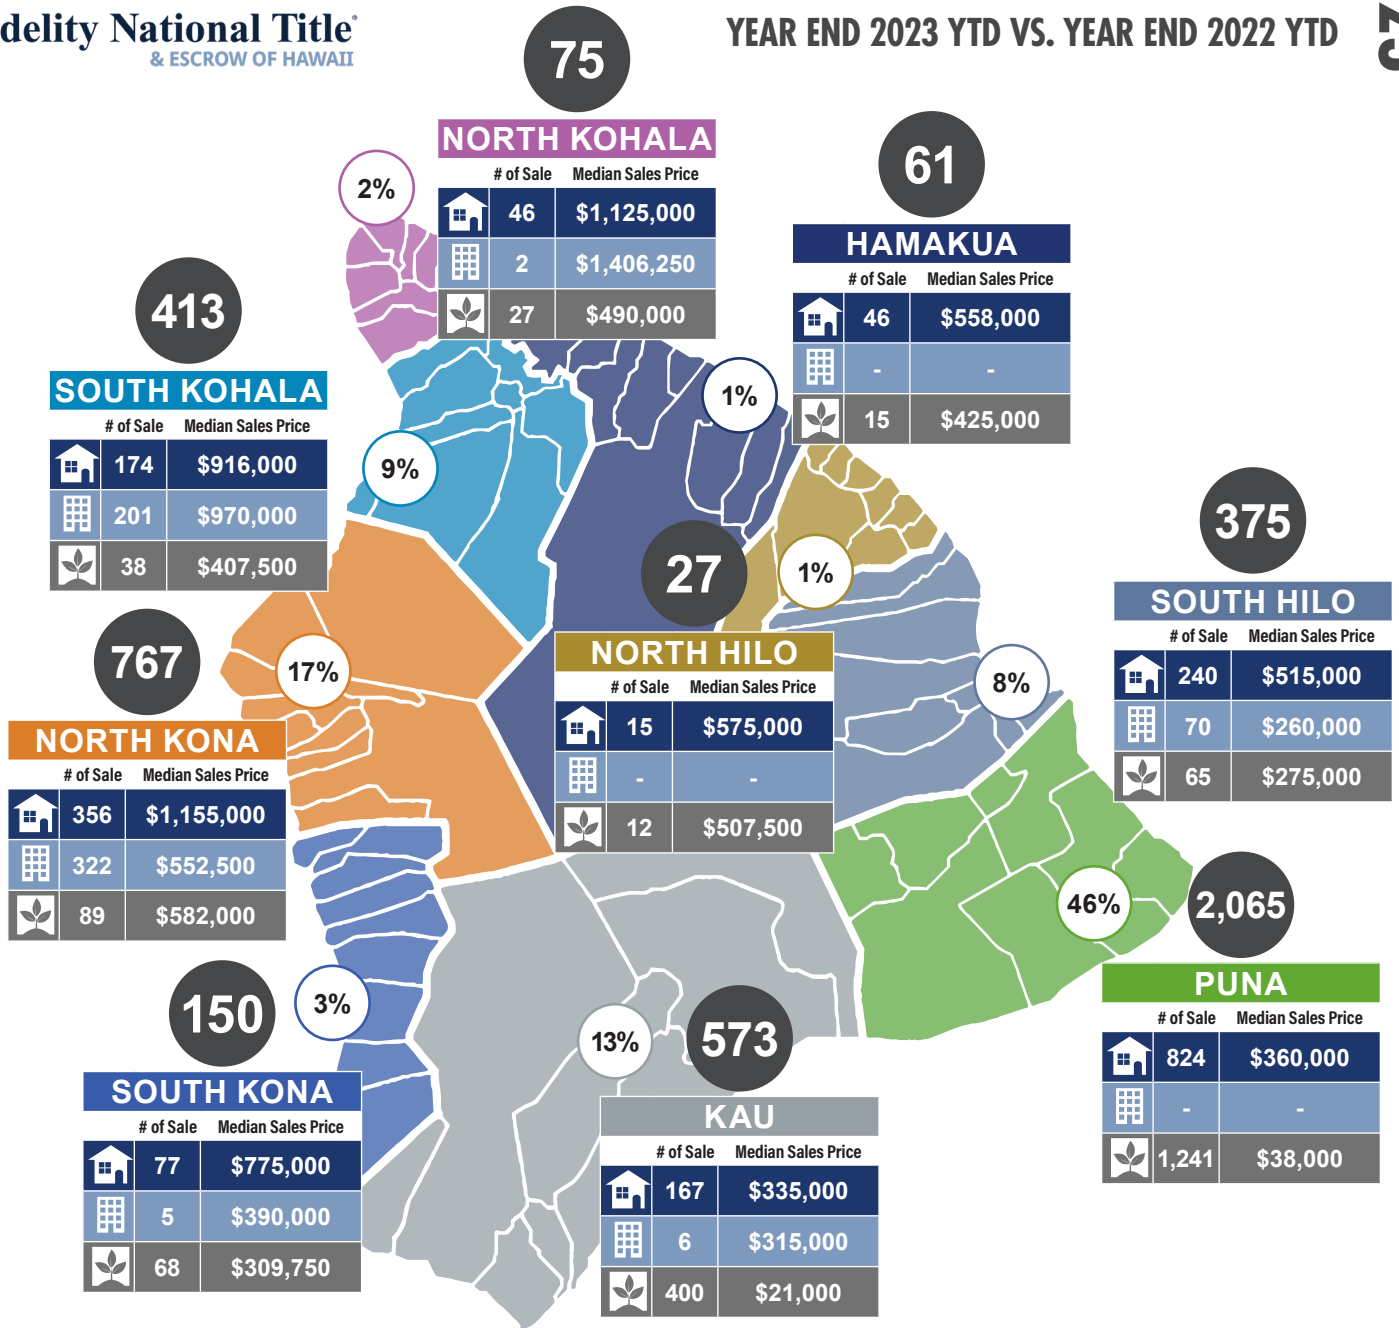 delity National Title®
& ESCROW OF HAWAII
YEAR END 2023 YTD VS. YEAR END 2022 YTD
75
NORTH KOHALA
# of Sale Median Sales Price
46 $1,125,000
2 $1,406,250
27 $490,000
2%
61
HAMAKUA
# of Sale Median Sales Price
46 $558,000
- -
15 $425,000
1%
413
SOUTH KOHALA
# of Sale Median Sales Price
174 $916,000
201 $970,000
38 $407,500
9%
375
SOUTH HILO
# of Sale Median Sales Price
240 $515,000
70 $260,000
65 $275,000
8%
27
NORTH HILO
# of Sale Median Sales Price
15 $575,000
- -
12 $507,500
1%
767
NORTH KONA
# of Sale Median Sales Price
356 $1,155,000
322 $552,500
89 $582,000
17%
2,065
PUNA
# of Sale Median Sales Price
824 $360,000
- -
1,241 $38,000
46%
150
SOUTH KONA
# of Sale Median Sales Price
77 $775,000
5 $390,000
68 $309,750
3%
573
KAU
# of Sale Median Sales Price
167 $335,000
6 $315,000
400 $21,000
13%